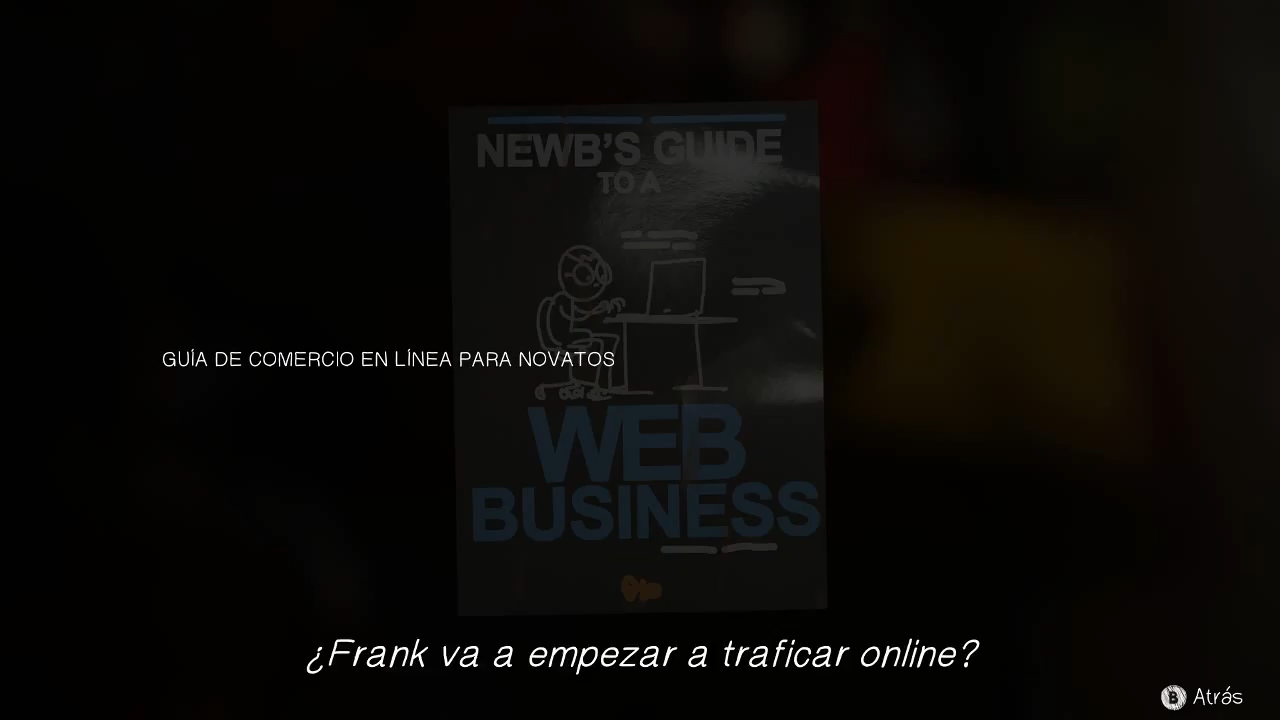 NEWB'S GUIDE
TO A
GUÍA DE COMERCIO EN LÍNEA PARA NOVATOS
WEB
BUSINESS
¿Frank va a empezar a traficar online?
B Atrás